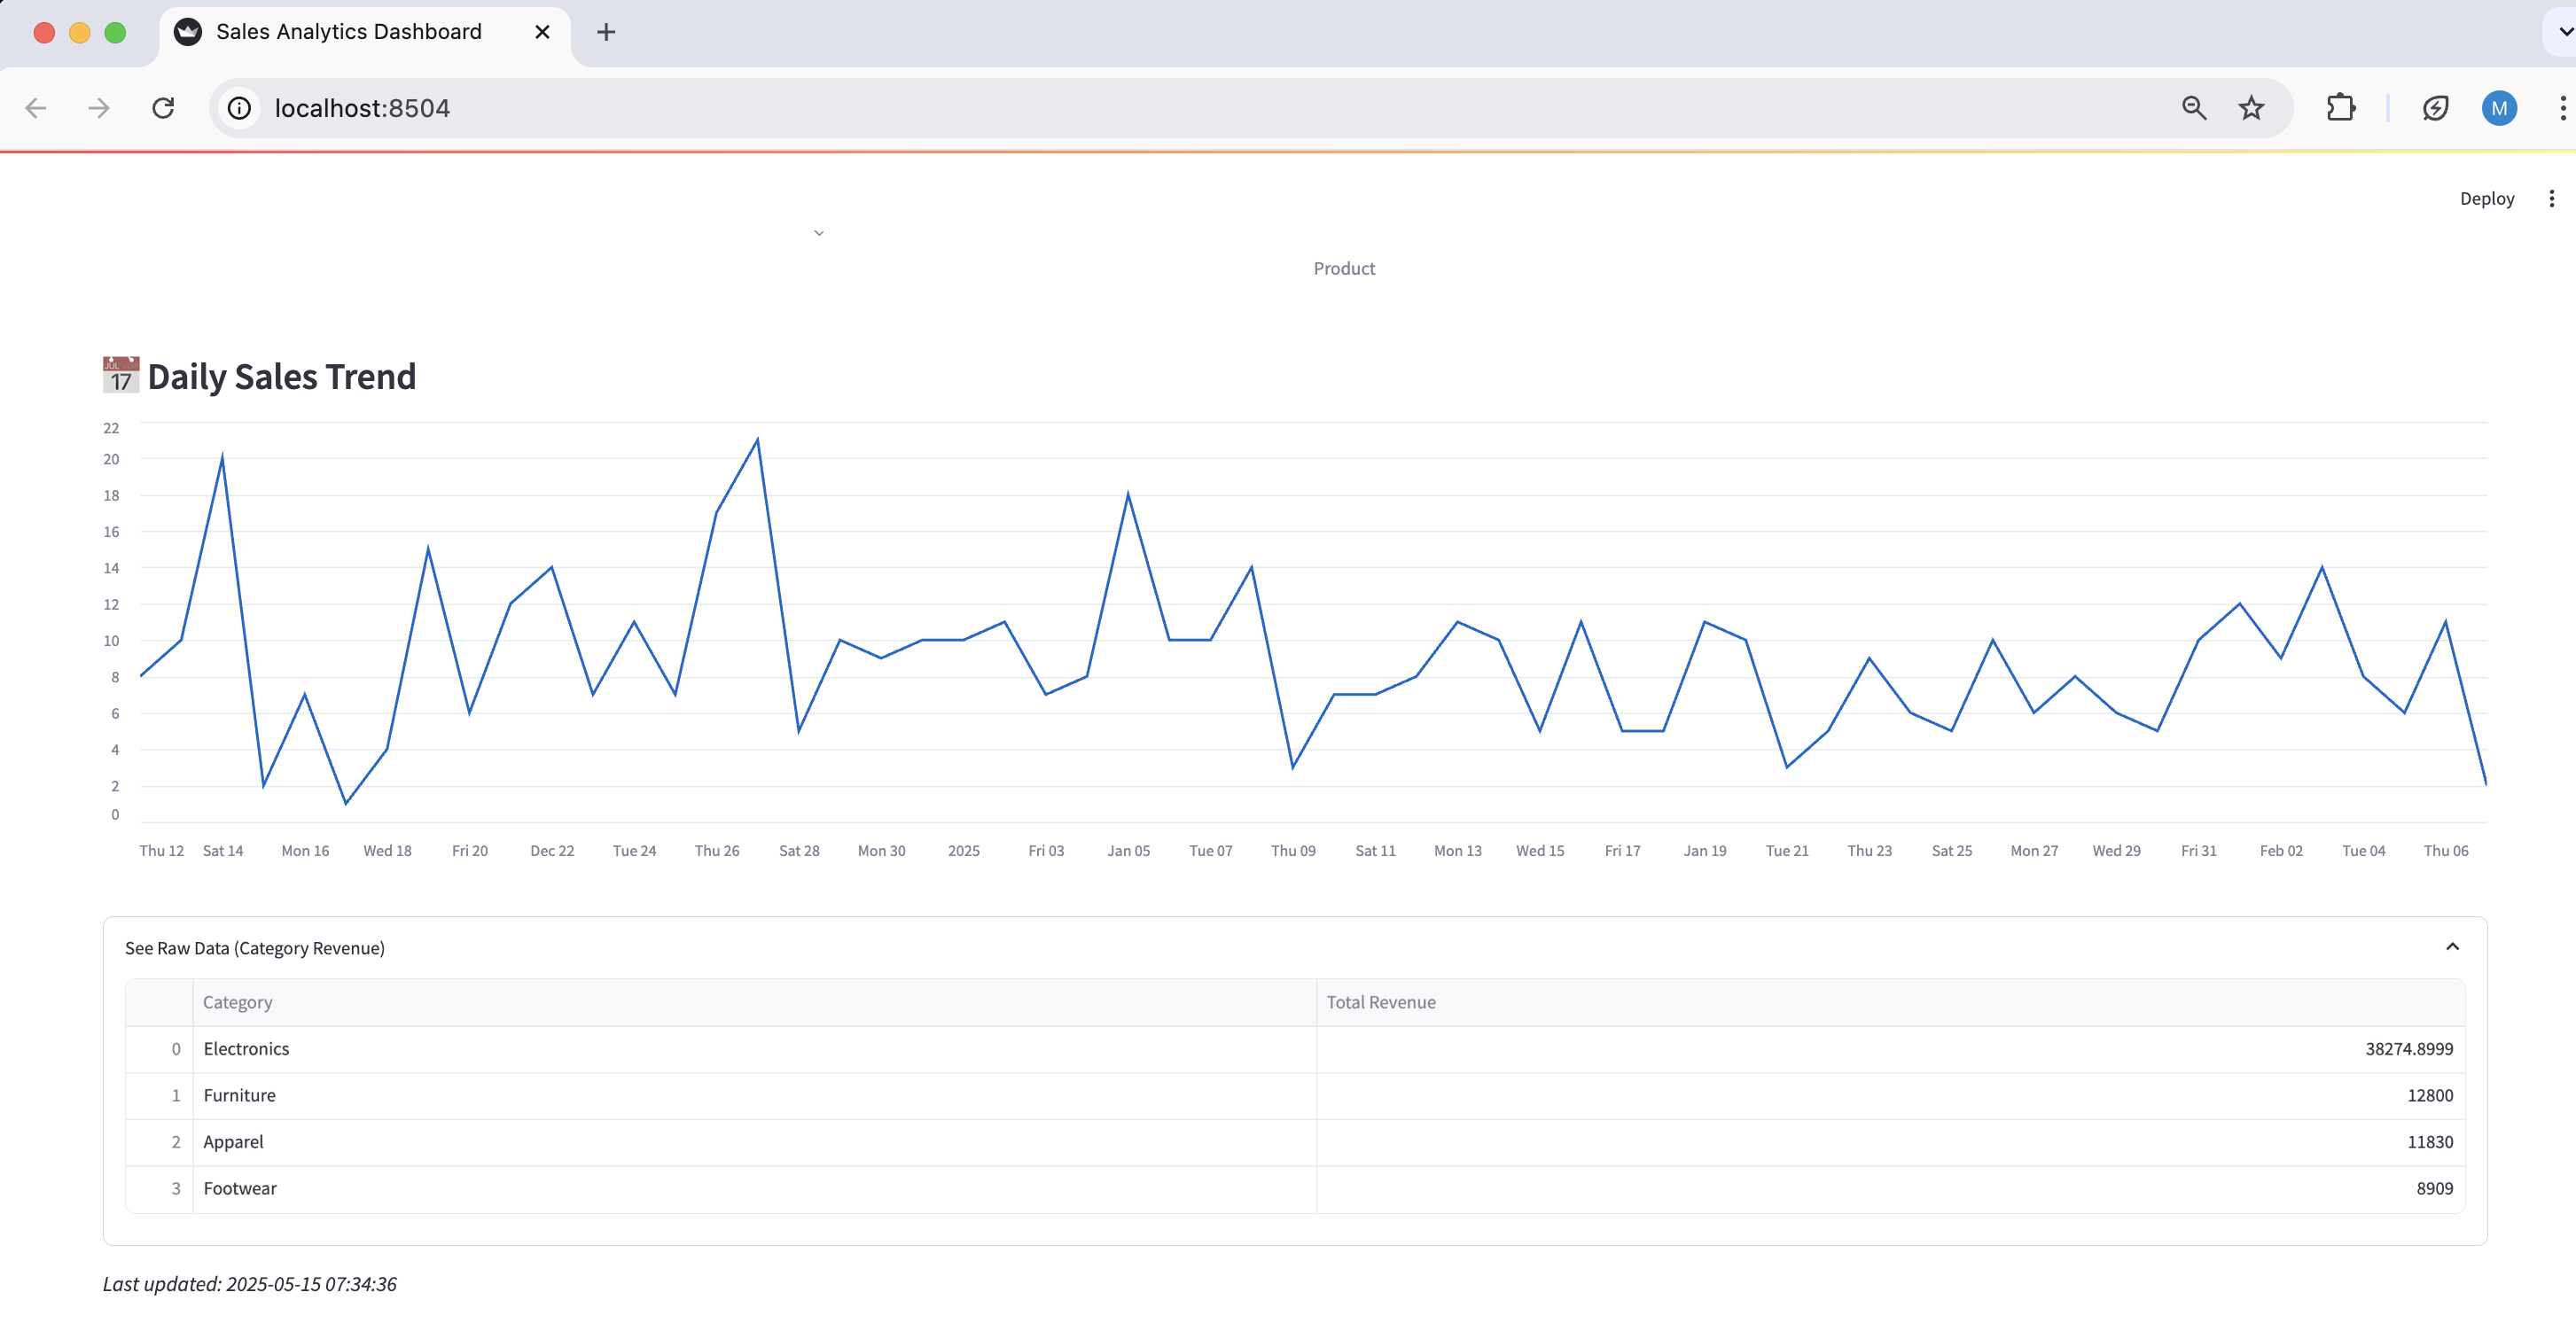 Sales Analytics Dashboard
localhost:8504
M
Deploy
Product
JUL 17 Daily Sales Trend
22
20
18
16
14
12
10
8
6
4
2
0
Thu 12 Sat 14 Mon 16 Wed 18 Fri 20 Dec 22 Tue 24 Thu 26 Sat 28 Mon 30 2025 Fri 03 Jan 05 Tue 07 Thu 09 Sat 11 Mon 13 Wed 15 Fri 17 Jan 19 Tue 21 Thu 23 Sat 25 Mon 27 Wed 29 Fri 31 Feb 02 Tue 04 Thu 06
See Raw Data (Category Revenue)
Category Total Revenue
0 Electronics 38274.8999
1 Furniture 12800
2 Apparel 11830
3 Footwear 8909
Last updated: 2025-05-15 07:34:36